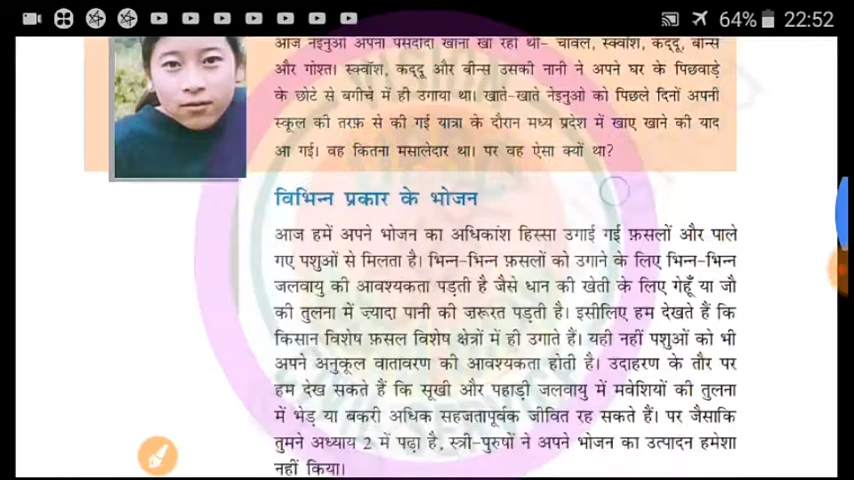 64% 22:52
आज नेइनुओ अपना पसंदीदा खाना खा रही थी– चावल, स्क्वॉश, कद्दू, बीन्स
और गोश्त। स्क्वॉश, कद्दू और बीन्स उसकी नानी ने अपने घर के पिछवाड़े
के छोटे से बगीचे में ही उगाया था। खाते-खाते नेइनुओ को पिछले दिनों अपनी
स्कूल की तरफ़ से की गई यात्रा के दौरान मध्य प्रदेश में खाए खाने की याद
आ गई। वह कितना मसालेदार था। पर वह ऐसा क्यों था?
विभिन्न प्रकार के भोजन
आज हमें अपने भोजन का अधिकांश हिस्सा उगाई गई फ़सलों और पाले
गए पशुओं से मिलता है। भिन्न-भिन्न फ़सलों को उगाने के लिए भिन्न-भिन्न
जलवायु की आवश्यकता पड़ती है जैसे धान की खेती के लिए गेहूँ या जौ
की तुलना में ज़्यादा पानी की ज़रूरत पड़ती है। इसीलिए हम देखते हैं कि
किसान विशेष फ़सल विशेष क्षेत्रों में ही उगाते हैं। यही नहीं पशुओं को भी
अपने अनुकूल वातावरण की आवश्यकता होती है। उदाहरण के तौर पर
हम देख सकते हैं कि सूखी और पहाड़ी जलवायु में मवेशियों की तुलना
में भेड़ या बकरी अधिक सहजतापूर्वक जीवित रह सकते हैं। पर जैसाकि
तुमने अध्याय 2 में पढ़ा है, स्त्री-पुरुषों ने अपने भोजन का उत्पादन हमेशा
नहीं किया।